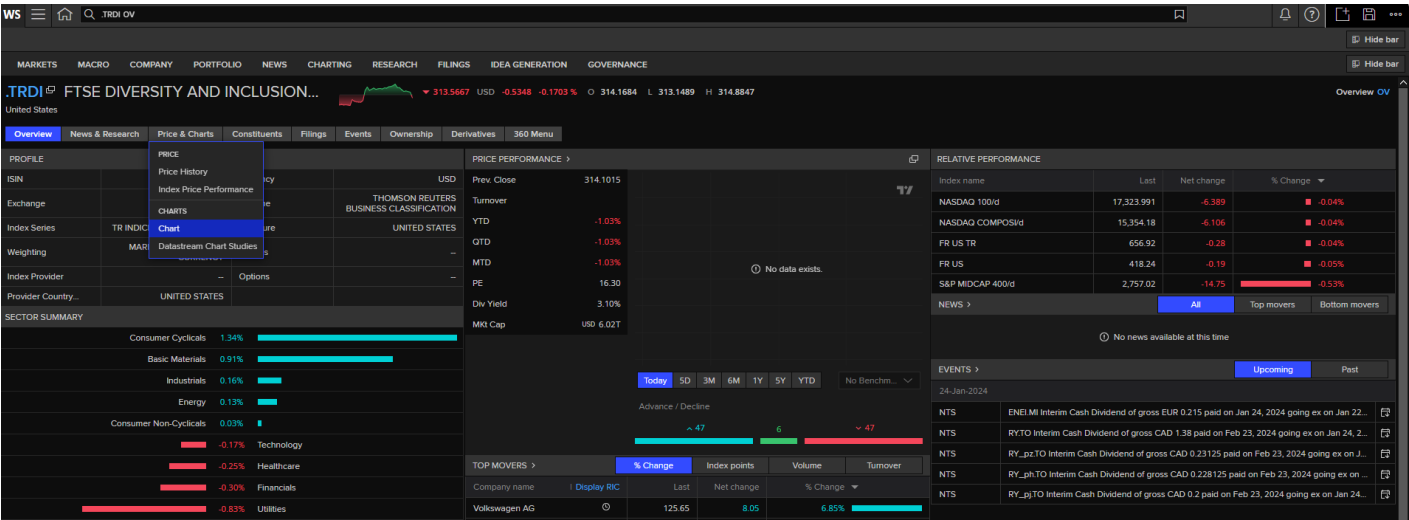 WS .TRDI OV
Hide bar
MARKETS MACRO COMPANY PORTFOLIO NEWS CHARTING RESEARCH FILINGS IDEA GENERATION GOVERNANCE Hide bar
.TRDI FTSE DIVERSITY AND INCLUSION... 313.5667 USD -0.5348 -0.1703 % O 314.1684 L 313.1489 H 314.8847 Overview OV
United States
Overview News & Research Price & Charts Constituents Filings Events Ownership Derivatives 360 Menu
PROFILE
ISIN cy USD
Exchange e THOMSON REUTERS BUSINESS CLASSIFICATION
Index Series TR INDIC ure UNITED STATES
Weighting MAR s --
Index Provider -- Options --
Provider Country... UNITED STATES
PRICE
Price History
Index Price Performance
CHARTS
Chart
Datastream Chart Studies
SECTOR SUMMARY
Consumer Cyclicals 1.34%
Basic Materials 0.91%
Industrials 0.16%
Energy 0.13%
Consumer Non-Cyclicals 0.03%
-0.17% Technology
-0.25% Healthcare
-0.30% Financials
-0.83% Utilities
PRICE PERFORMANCE >
Prev. Close 314.1015
Turnover
YTD -1.03%
QTD -1.03%
MTD -1.03%
PE 16.30
Div Yield 3.10%
MKt Cap USD 6.02T
No data exists.
Today 5D 3M 6M 1Y 5Y YTD No Benchm...
Advance / Decline
47 6 47
TOP MOVERS > % Change Index points Volume Turnover
Company name Display RIC Last Net change % Change
Volkswagen AG 125.65 8.05 6.85%
RELATIVE PERFORMANCE
Index name Last Net change % Change
NASDAQ 100/d 17,323.991 -6.389 -0.04%
NASDAQ COMPOSI/d 15,354.18 -6.106 -0.04%
FR US TR 656.92 -0.28 -0.04%
FR US 418.24 -0.19 -0.05%
S&P MIDCAP 400/d 2,757.02 -14.75 -0.53%
NEWS > All Top movers Bottom movers
No news available at this time
EVENTS > Upcoming Past
24-Jan-2024
NTS ENEI.MI Interim Cash Dividend of gross EUR 0.215 paid on Jan 24, 2024 going ex on Jan 22...
NTS RY.TO Interim Cash Dividend of gross CAD 1.38 paid on Feb 23, 2024 going ex on Jan 24, 2...
NTS RY_pz.TO Interim Cash Dividend of gross CAD 0.23125 paid on Feb 23, 2024 going ex on J...
NTS RY_ph.TO Interim Cash Dividend of gross CAD 0.228125 paid on Feb 23, 2024 going ex on ...
NTS RY_pj.TO Interim Cash Dividend of gross CAD 0.2 paid on Feb 23, 2024 going ex on Jan 24...